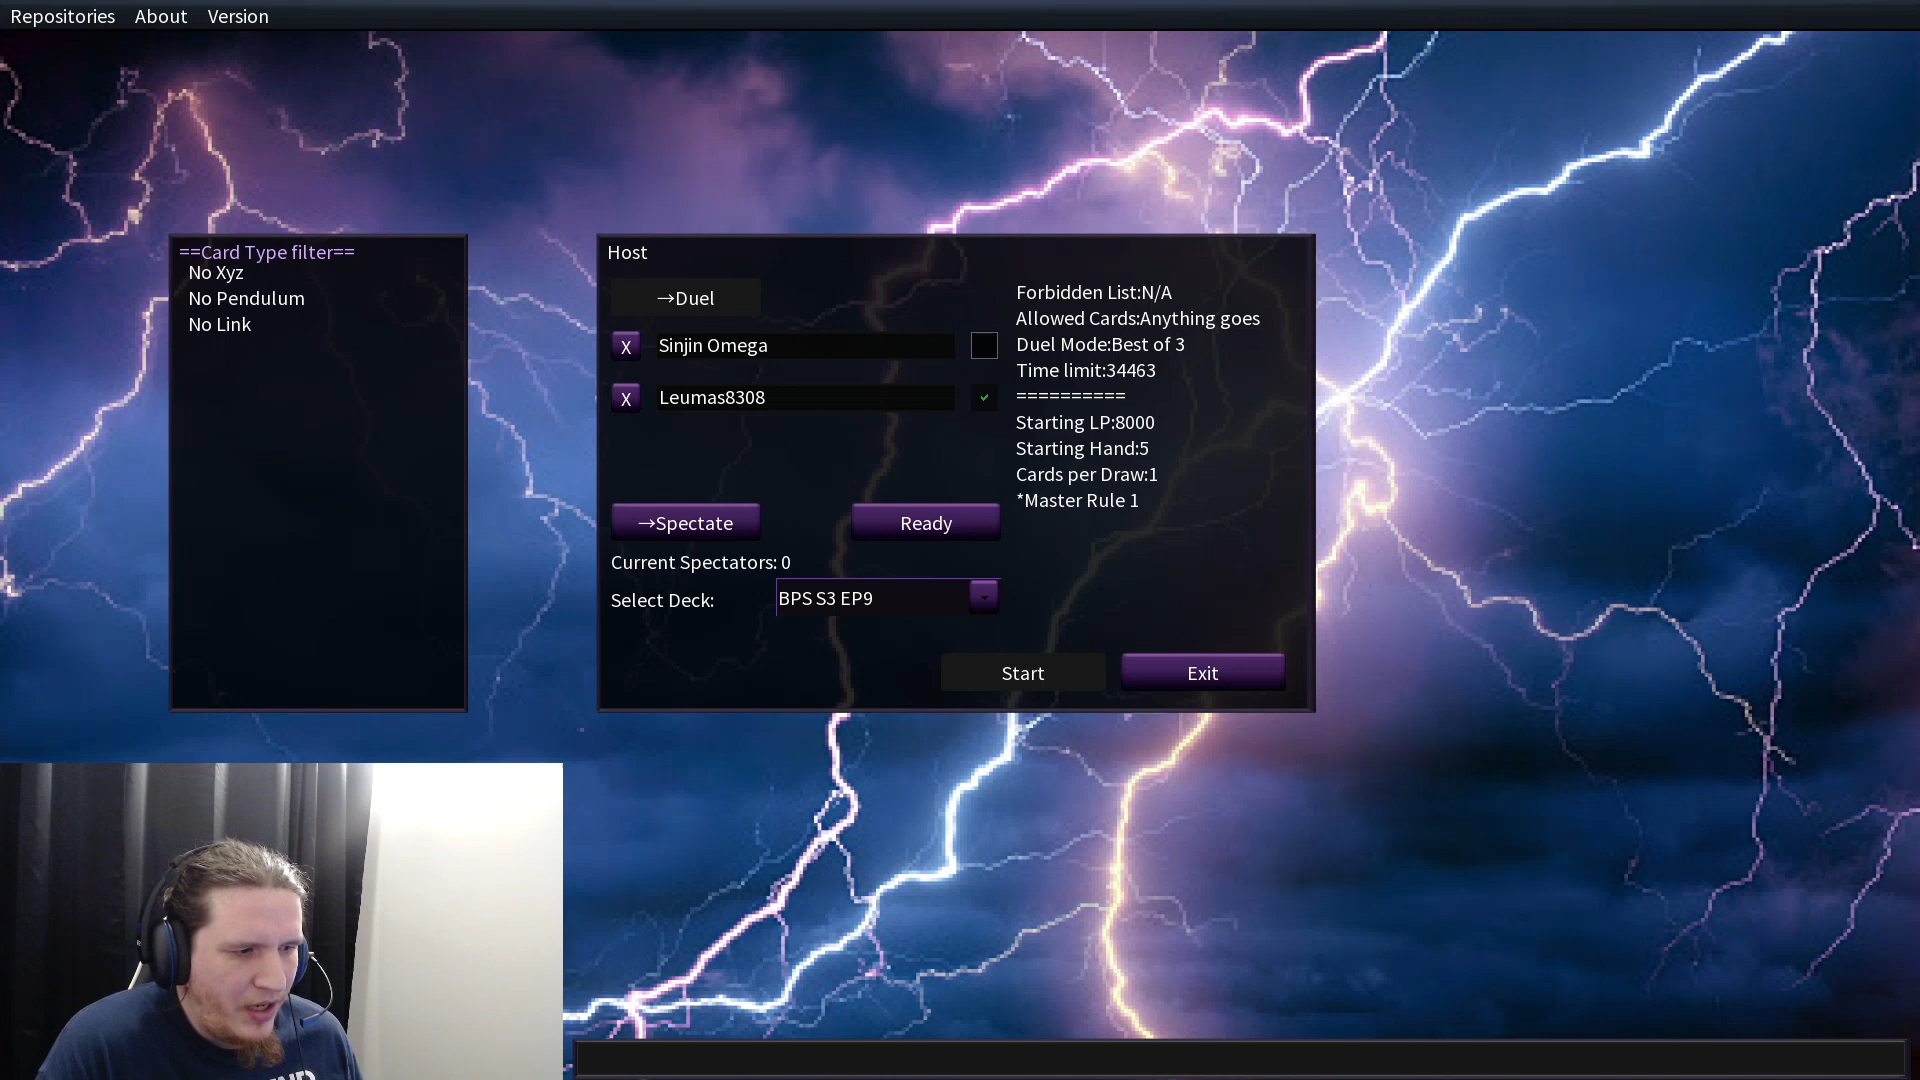 Repositories About Version
==Card Type filter==
No Xyz
No Pendulum
No Link
Host
→Duel
X Sinjin Omega
X Leumas8308
→Spectate Ready
Current Spectators: 0
Select Deck: BPS S3 EP9
Forbidden List:N/A
Allowed Cards:Anything goes
Duel Mode:Best of 3
Time limit:34463
==========
Starting LP:8000
Starting Hand:5
Cards per Draw:1
*Master Rule 1
Start Exit